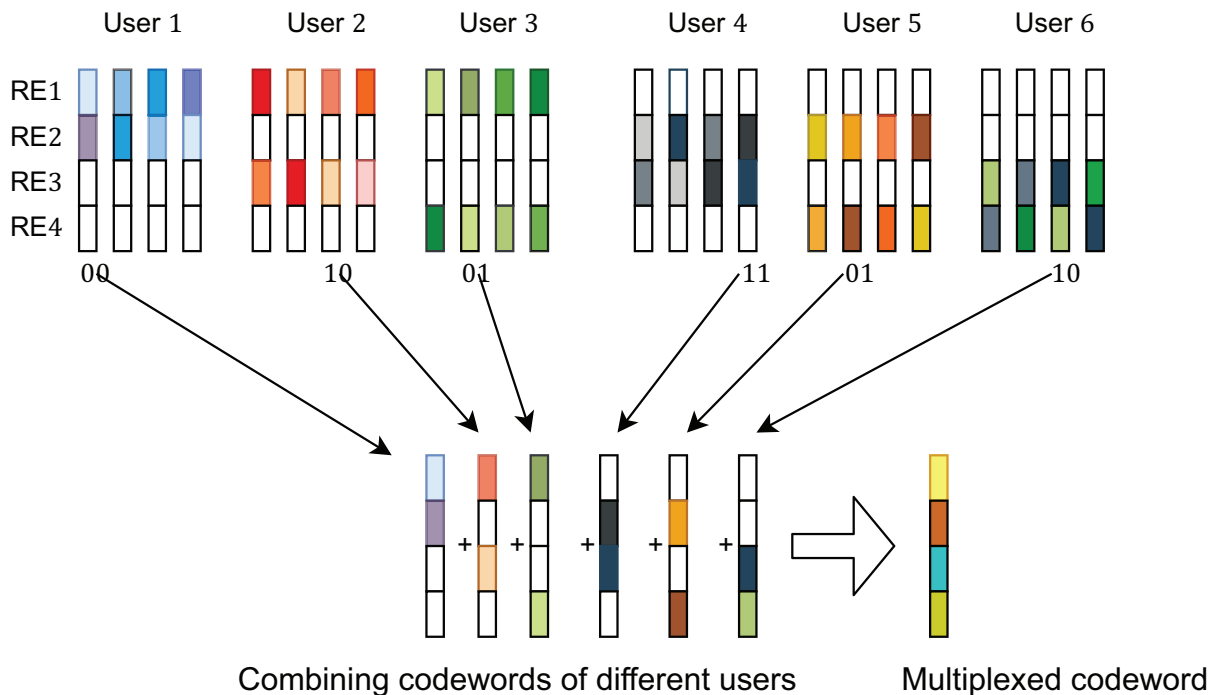 User 1 User 2 User 3 User 4 User 5 User 6
RE1
RE2
RE3
RE4
00 10 01 11 01 10
+ + + + +
Combining codewords of different users Multiplexed codeword